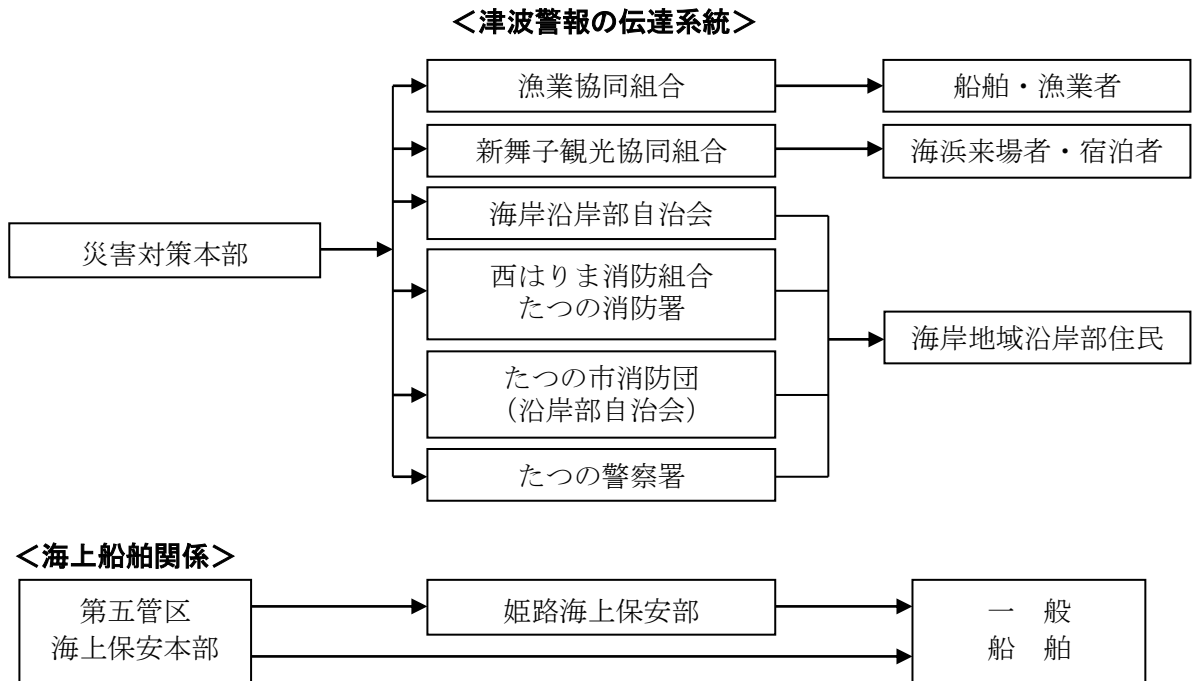 ＜津波警報の伝達系統＞
漁業協同組合
船舶・漁業者
新舞子観光協同組合
海浜来場者・宿泊者
海岸沿岸部自治会
災害対策本部
西はりま消防組合
たつの消防署
海岸地域沿岸部住民
たつの市消防団
（沿岸部自治会）
たつの警察署
＜海上船舶関係＞
第五管区
海上保安本部
姫路海上保安部
一　般
船　舶